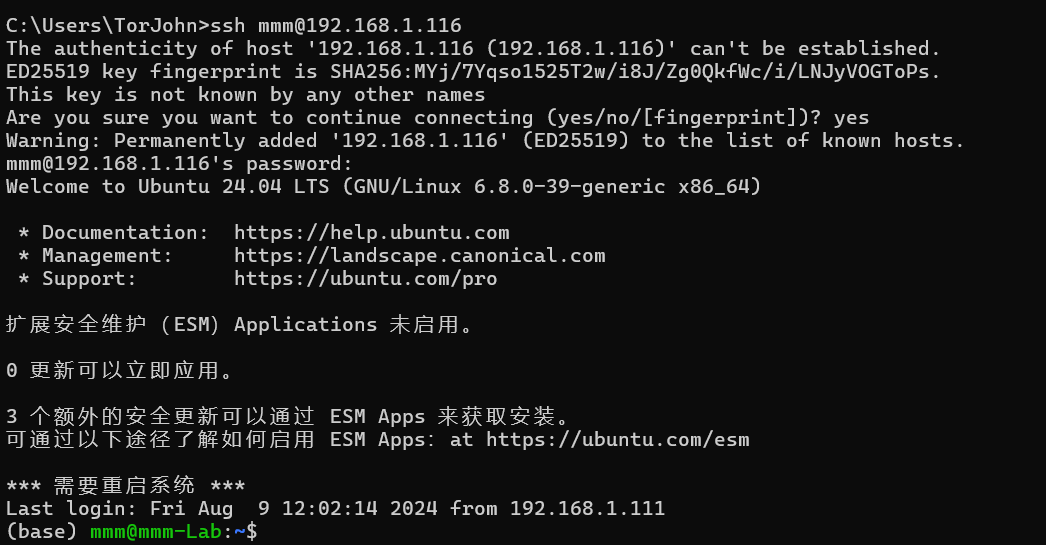 C:\Users\TorJohn>ssh mmm@192.168.1.116
The authenticity of host '192.168.1.116 (192.168.1.116)' can't be established.
ED25519 key fingerprint is SHA256:MYj/7Yqso1525T2w/i8J/Zg0QkfWc/i/LNJyVOGToPs.
This key is not known by any other names
Are you sure you want to continue connecting (yes/no/[fingerprint])? yes
Warning: Permanently added '192.168.1.116' (ED25519) to the list of known hosts.
mmm@192.168.1.116's password:
Welcome to Ubuntu 24.04 LTS (GNU/Linux 6.8.0-39-generic x86_64)
* Documentation:  https://help.ubuntu.com
* Management:     https://landscape.canonical.com
* Support:        https://ubuntu.com/pro
扩展安全维护（ESM）Applications 未启用。
0 更新可以立即应用。
3 个额外的安全更新可以通过 ESM Apps 来获取安装。
可通过以下途径了解如何启用 ESM Apps：at https://ubuntu.com/esm
*** 需要重启系统 ***
Last login: Fri Aug  9 12:02:14 2024 from 192.168.1.111
(base) mmm@mmm-Lab:~$